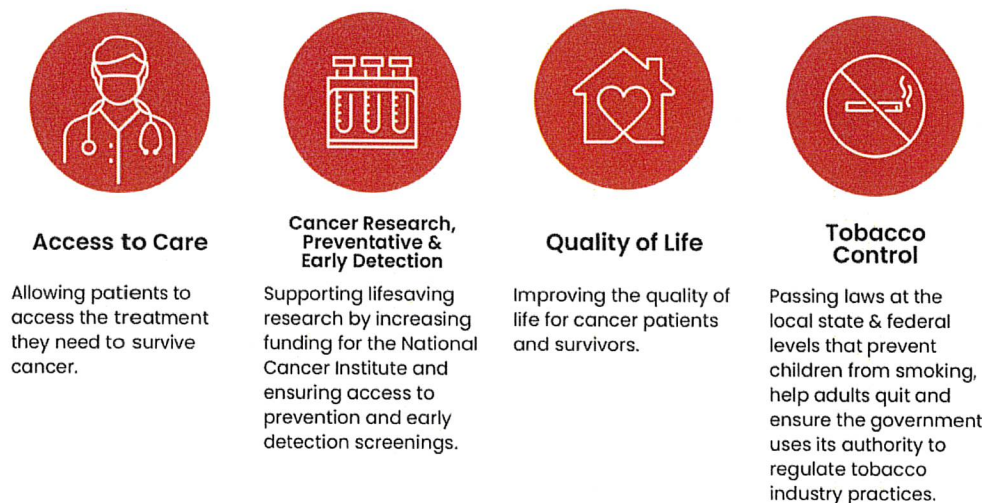 Access to Care
Allowing patients to
access the treatment
they need to survive
cancer.
Cancer Research,
Preventative &
Early Detection
Supporting lifesaving
research by increasing
funding for the National
Cancer Institute and
ensuring access to
prevention and early
detection screenings.
Quality of Life
Improving the quality of
life for cancer patients
and survivors.
Tobacco
Control
Passing laws at the
local state & federal
levels that prevent
children from smoking,
help adults quit and
ensure the government
uses its authority to
regulate tobacco
industry practices.